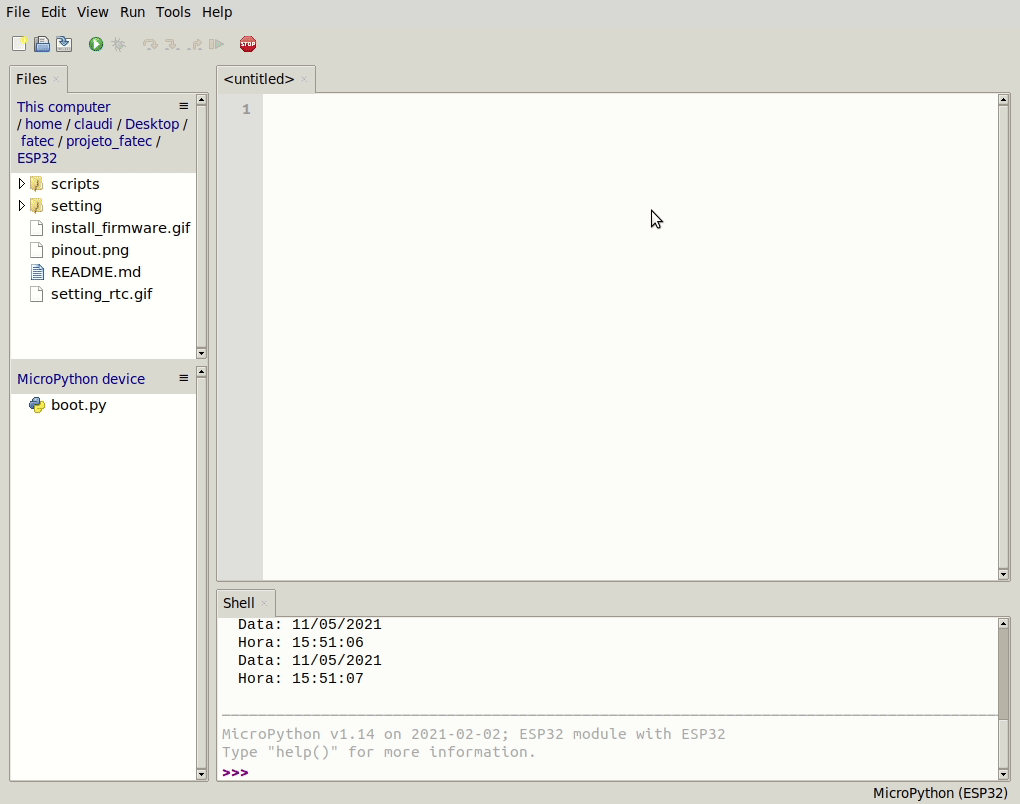 File Edit View Run Tools Help
STOP
Files
<untitled>
This computer
/ home / claudi / Desktop /
fatec / projeto_fatec /
ESP32
scripts
setting
install_firmware.gif
pinout.png
README.md
setting_rtc.gif
MicroPython device
boot.py
1
Shell
Data: 11/05/2021
Hora: 15:51:06
Data: 11/05/2021
Hora: 15:51:07
MicroPython v1.14 on 2021-02-02; ESP32 module with ESP32
Type "help()" for more information.
>>>
MicroPython (ESP32)